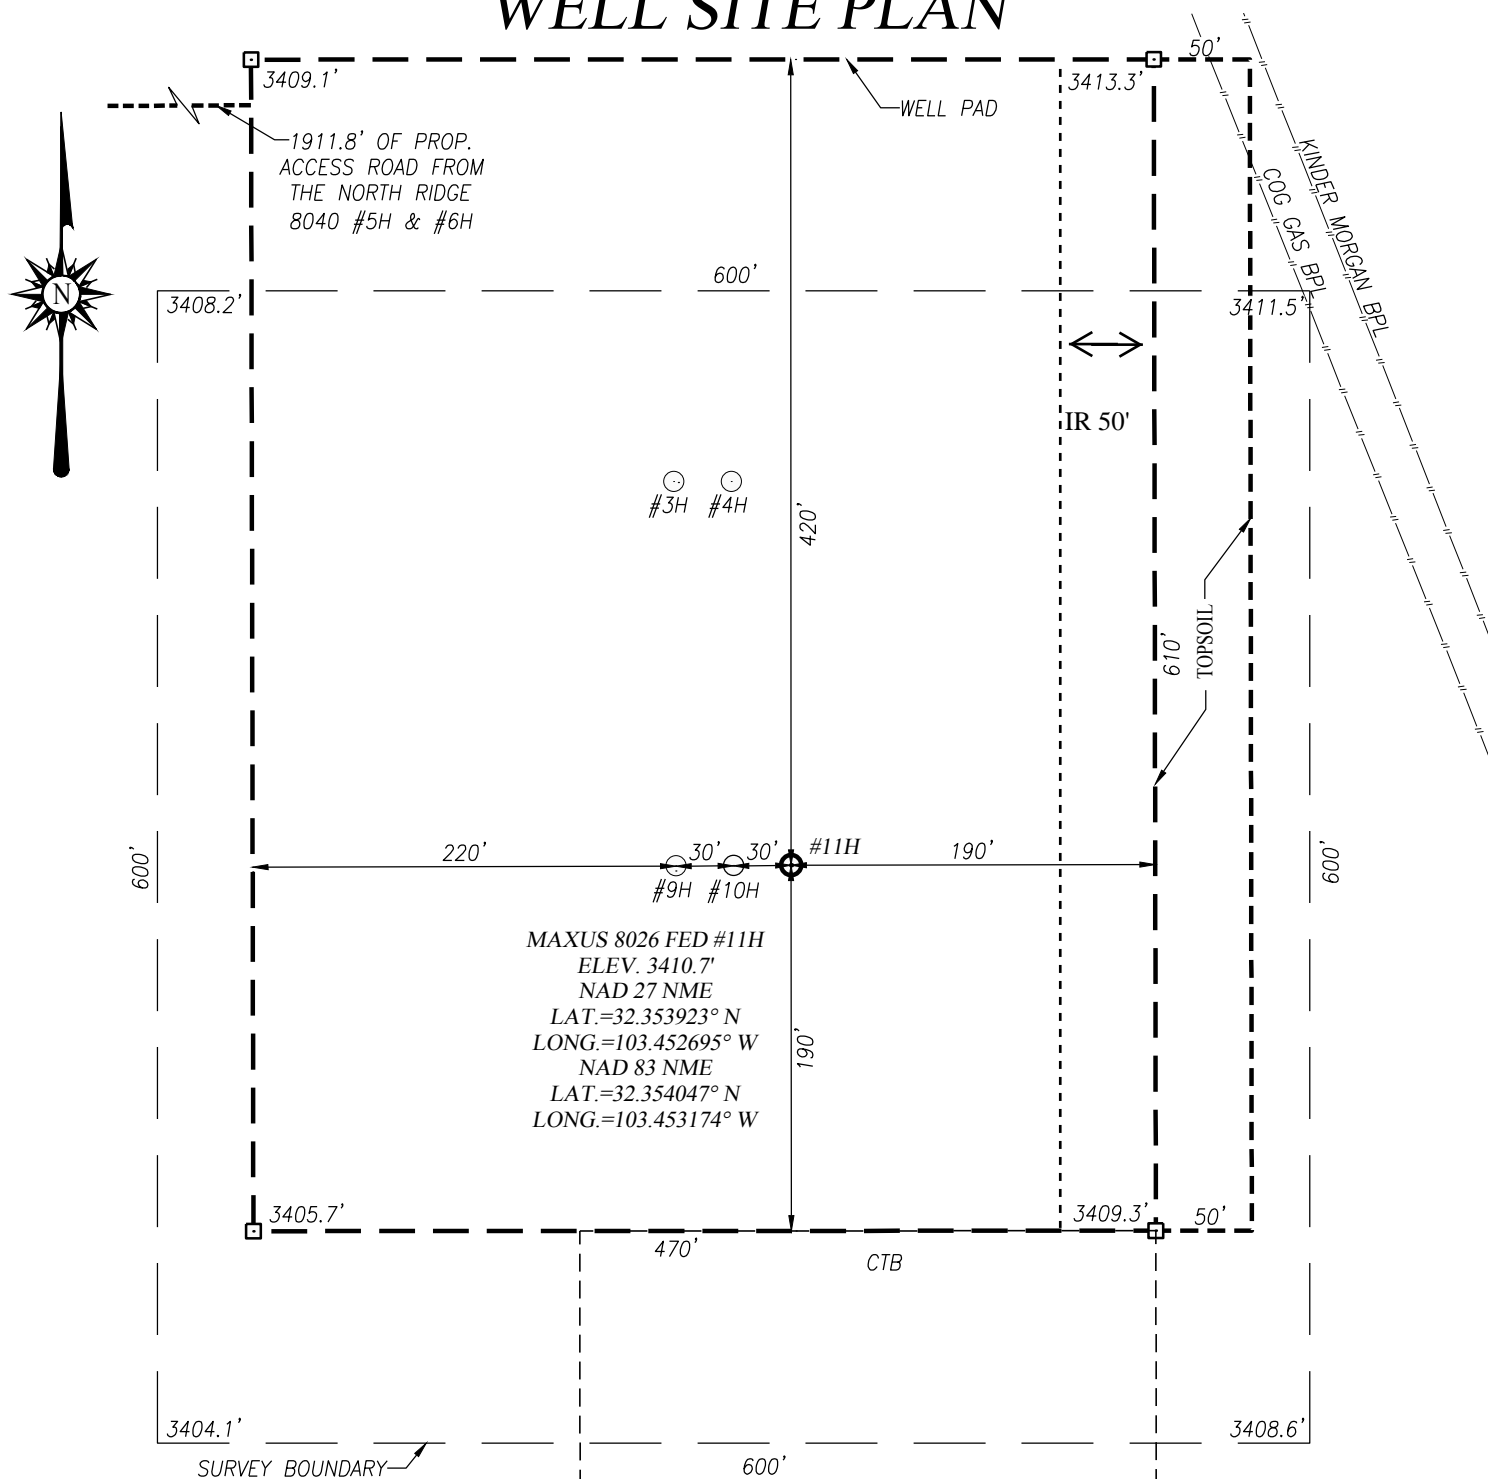 WELL SITE PLAN
50'
3409.1'
3413.3'
WELL PAD
1911.8' OF PROP.
ACCESS ROAD FROM
THE NORTH RIDGE
8040 #5H & #6H
KINDER MORGAN BPL
COG GAS BPL
N
600'
3408.2'
3411.5'
IR 50'
#3H
#4H
420'
610'
TOPSOIL
600'
220'
30'
30'
#11H
190'
600'
#9H
#10H
MAXUS 8026 FED #11H
ELEV. 3410.7'
NAD 27 NME
LAT.=32.353923° N
LONG.=103.452695° W
NAD 83 NME
LAT.=32.354047° N
LONG.=103.453174° W
190'
3405.7'
3409.3'
50'
470'
CTB
3404.1'
3408.6'
SURVEY BOUNDARY
600'